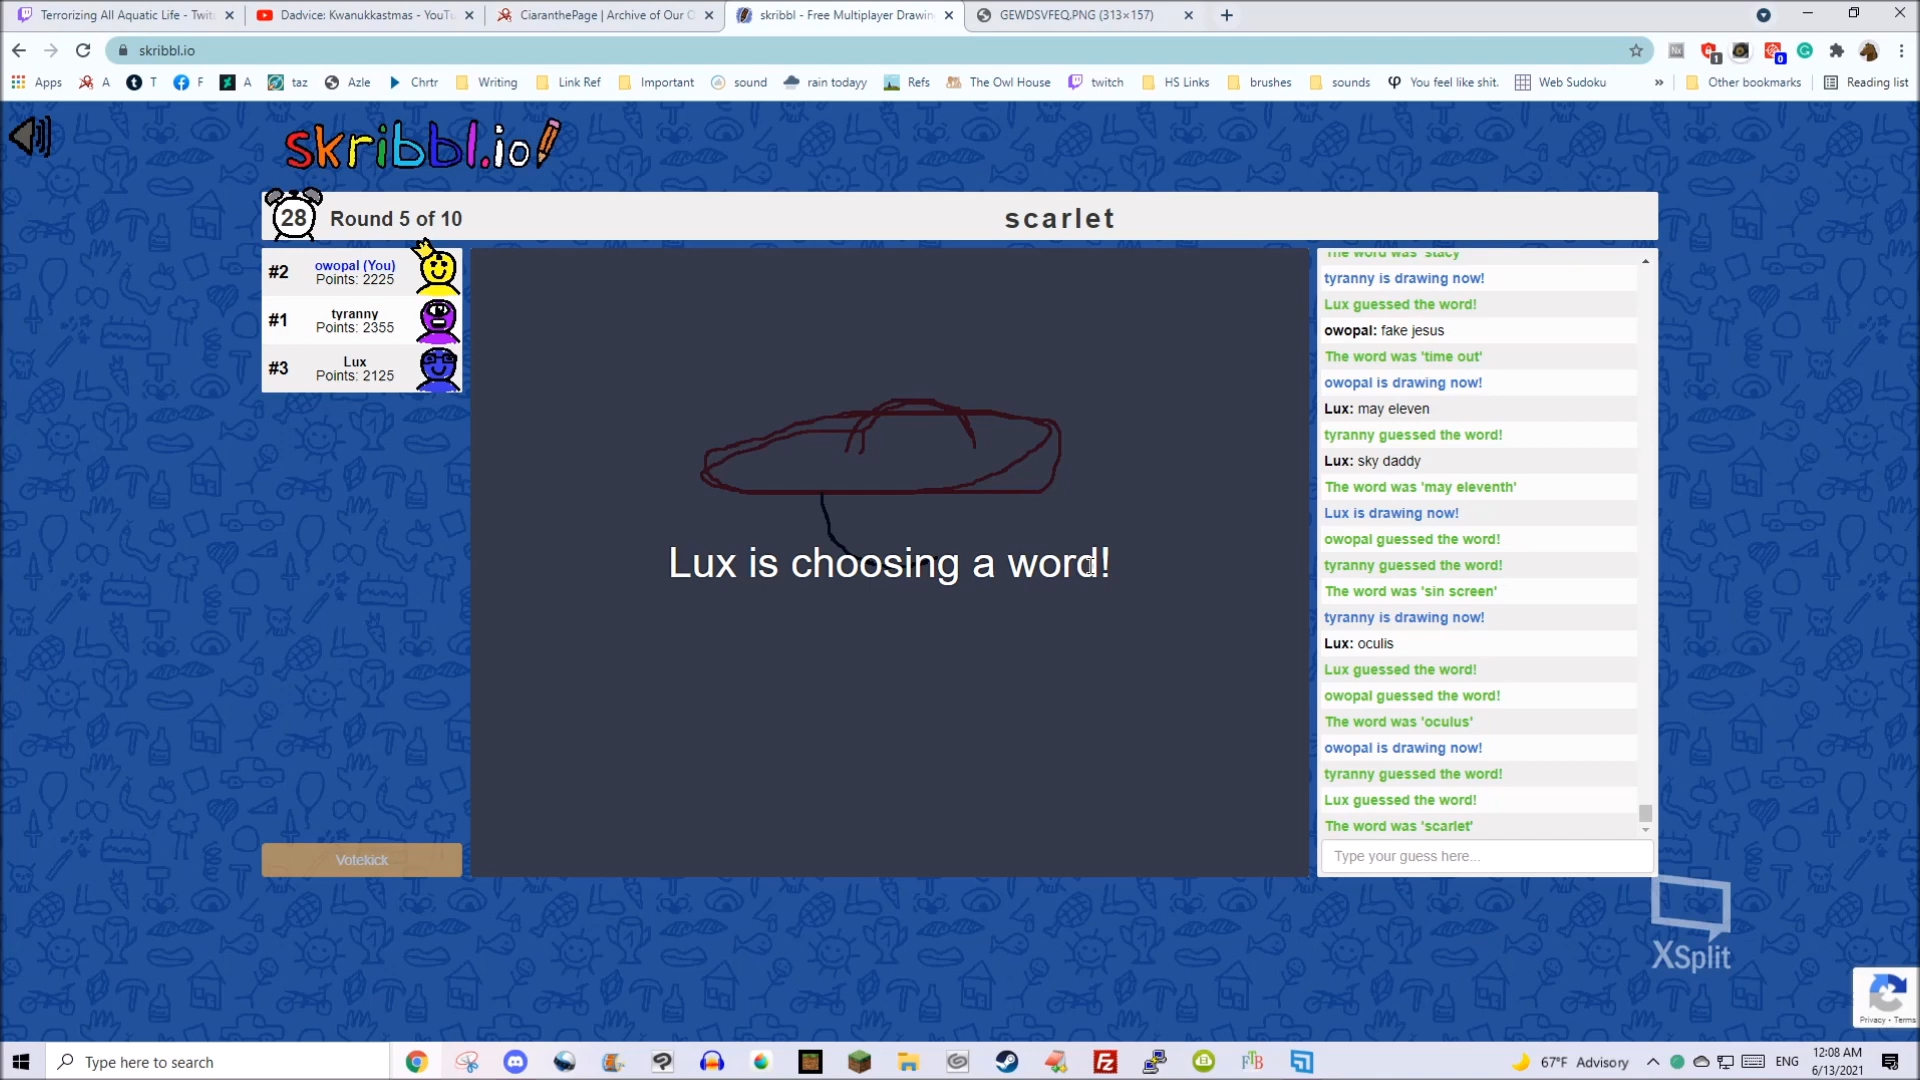 Terrorizing All Aquatic Life - Twit
Dadvice: Kwanukkastmas - YouTu
CiaranthePage | Archive of Our O
skribbl - Free Multiplayer Drawin
GEWDSVFEQ.PNG (313×157)
skribbl.io
Apps A T F A taz Azle Chrtr Writing Link Ref Important sound rain todayy Refs The Owl House twitch HS Links brushes sounds You feel like shit. Web Sudoku » Other bookmarks Reading list
skribbl.io
28 Round 5 of 10 scarlet
#2 owopal (You)
Points: 2225
#1 tyranny
Points: 2355
#3 Lux
Points: 2125
Votekick
Lux is choosing a word!
The word was 'stacy'
tyranny is drawing now!
Lux guessed the word!
owopal: fake jesus
The word was 'time out'
owopal is drawing now!
Lux: may eleven
tyranny guessed the word!
Lux: sky daddy
The word was 'may eleventh'
Lux is drawing now!
owopal guessed the word!
tyranny guessed the word!
The word was 'sin screen'
tyranny is drawing now!
Lux: oculis
Lux guessed the word!
owopal guessed the word!
The word was 'oculus'
owopal is drawing now!
tyranny guessed the word!
Lux guessed the word!
The word was 'scarlet'
Type your guess here...
XSplit
Privacy - Terms
Type here to search
67°F Advisory
ENG
12:08 AM
6/13/2021